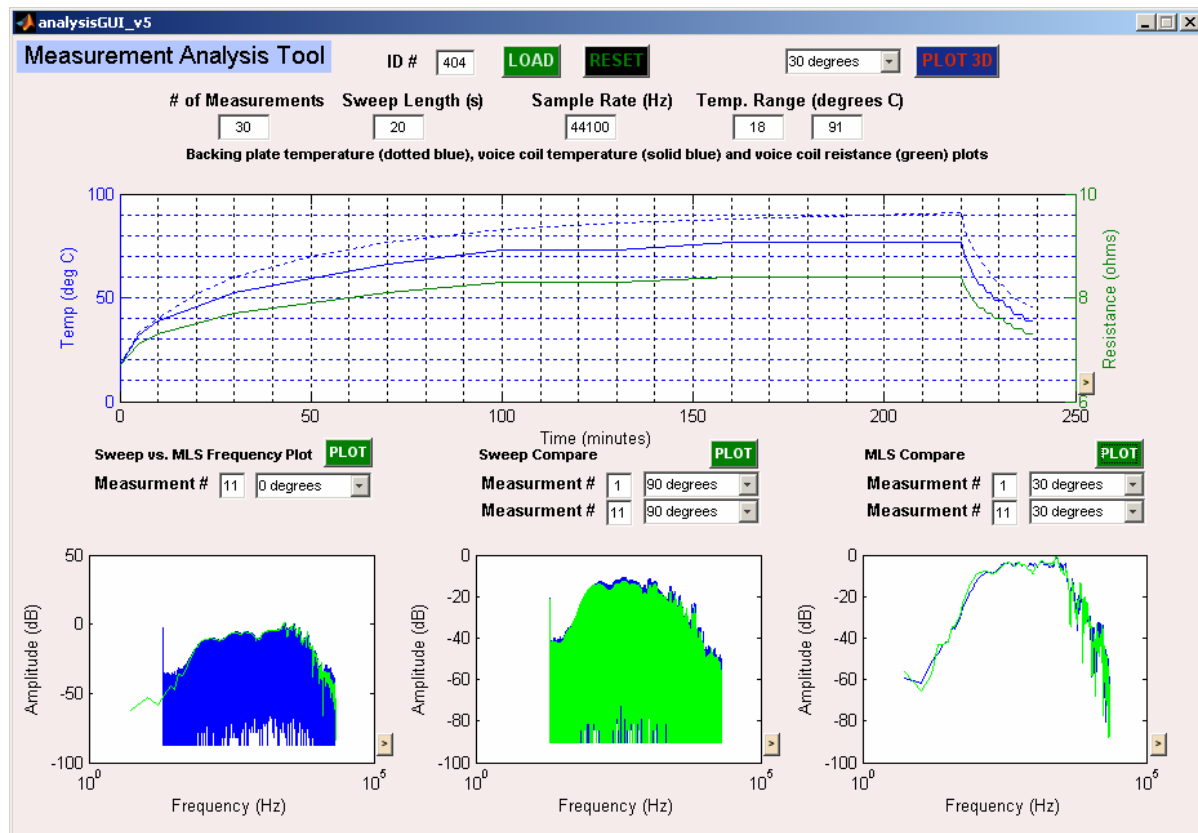 analysisGUI_v5
Measurement Analysis Tool
ID # 404 LOAD RESET 30 degrees PLOT 3D
# of Measurements Sweep Length (s) Sample Rate (Hz) Temp. Range (degrees C)
30 20 44100 18 91
Backing plate temperature (dotted blue), voice coil temperature (solid blue) and voice coil reistance (green) plots
100 10
Temp (deg C)
50 8
Resistance (ohms)
0 6
>
0 50 100 150 200 250
Time (minutes)
Sweep vs. MLS Frequency Plot PLOT
Measurment # 11 0 degrees
Sweep Compare PLOT
Measurment # 1 90 degrees
Measurment # 11 90 degrees
MLS Compare PLOT
Measurment # 1 30 degrees
Measurment # 11 30 degrees
50
0
-50
-100
Amplitude (dB)
10^0 10^5
Frequency (Hz)
>
0
-20
-40
-60
-80
-100
Amplitude (dB)
10^0 10^5
Frequency (Hz)
>
0
-20
-40
-60
-80
-100
Amplitude (dB)
10^0 10^5
Frequency (Hz)
>